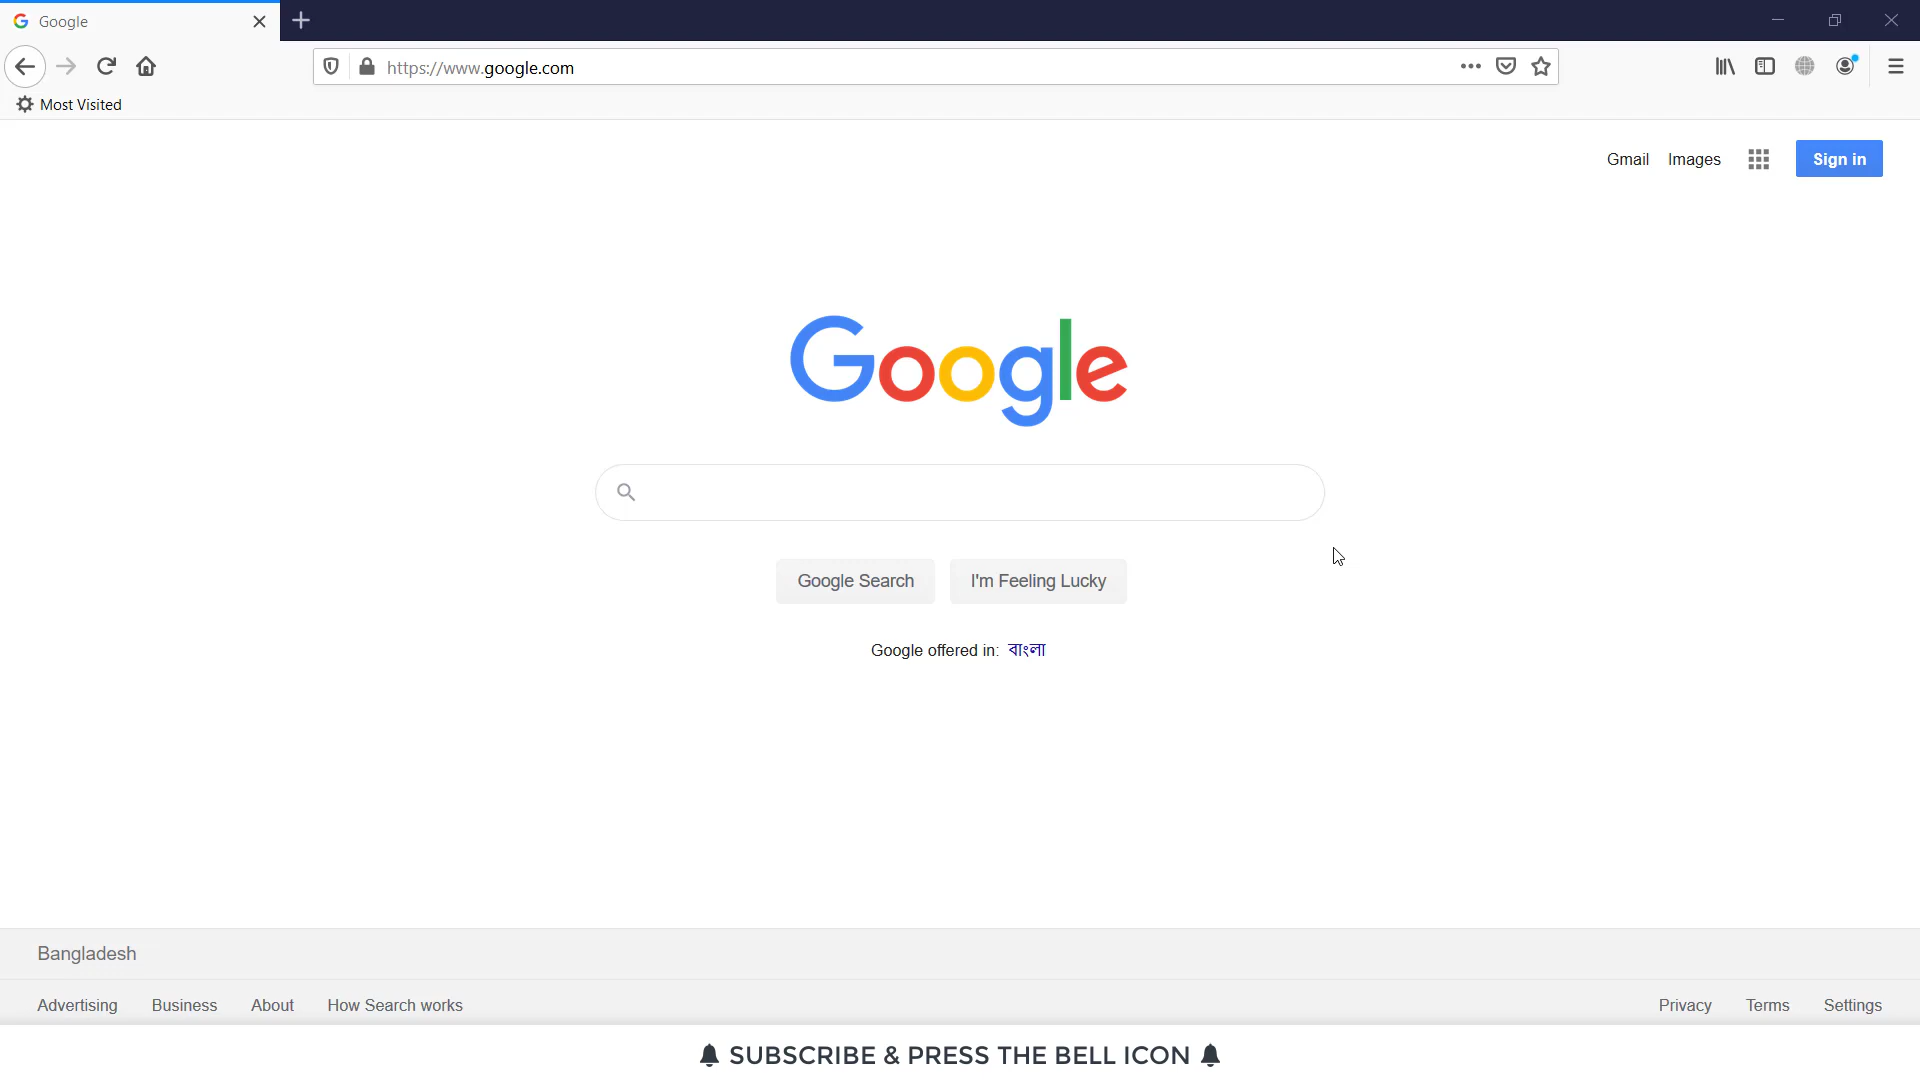 Google
https://www.google.com
Most Visited
Gmail Images Sign in
Google
Google Search I'm Feeling Lucky
Google offered in: বাংলা
Bangladesh
Advertising Business About How Search works Privacy Terms Settings
SUBSCRIBE & PRESS THE BELL ICON